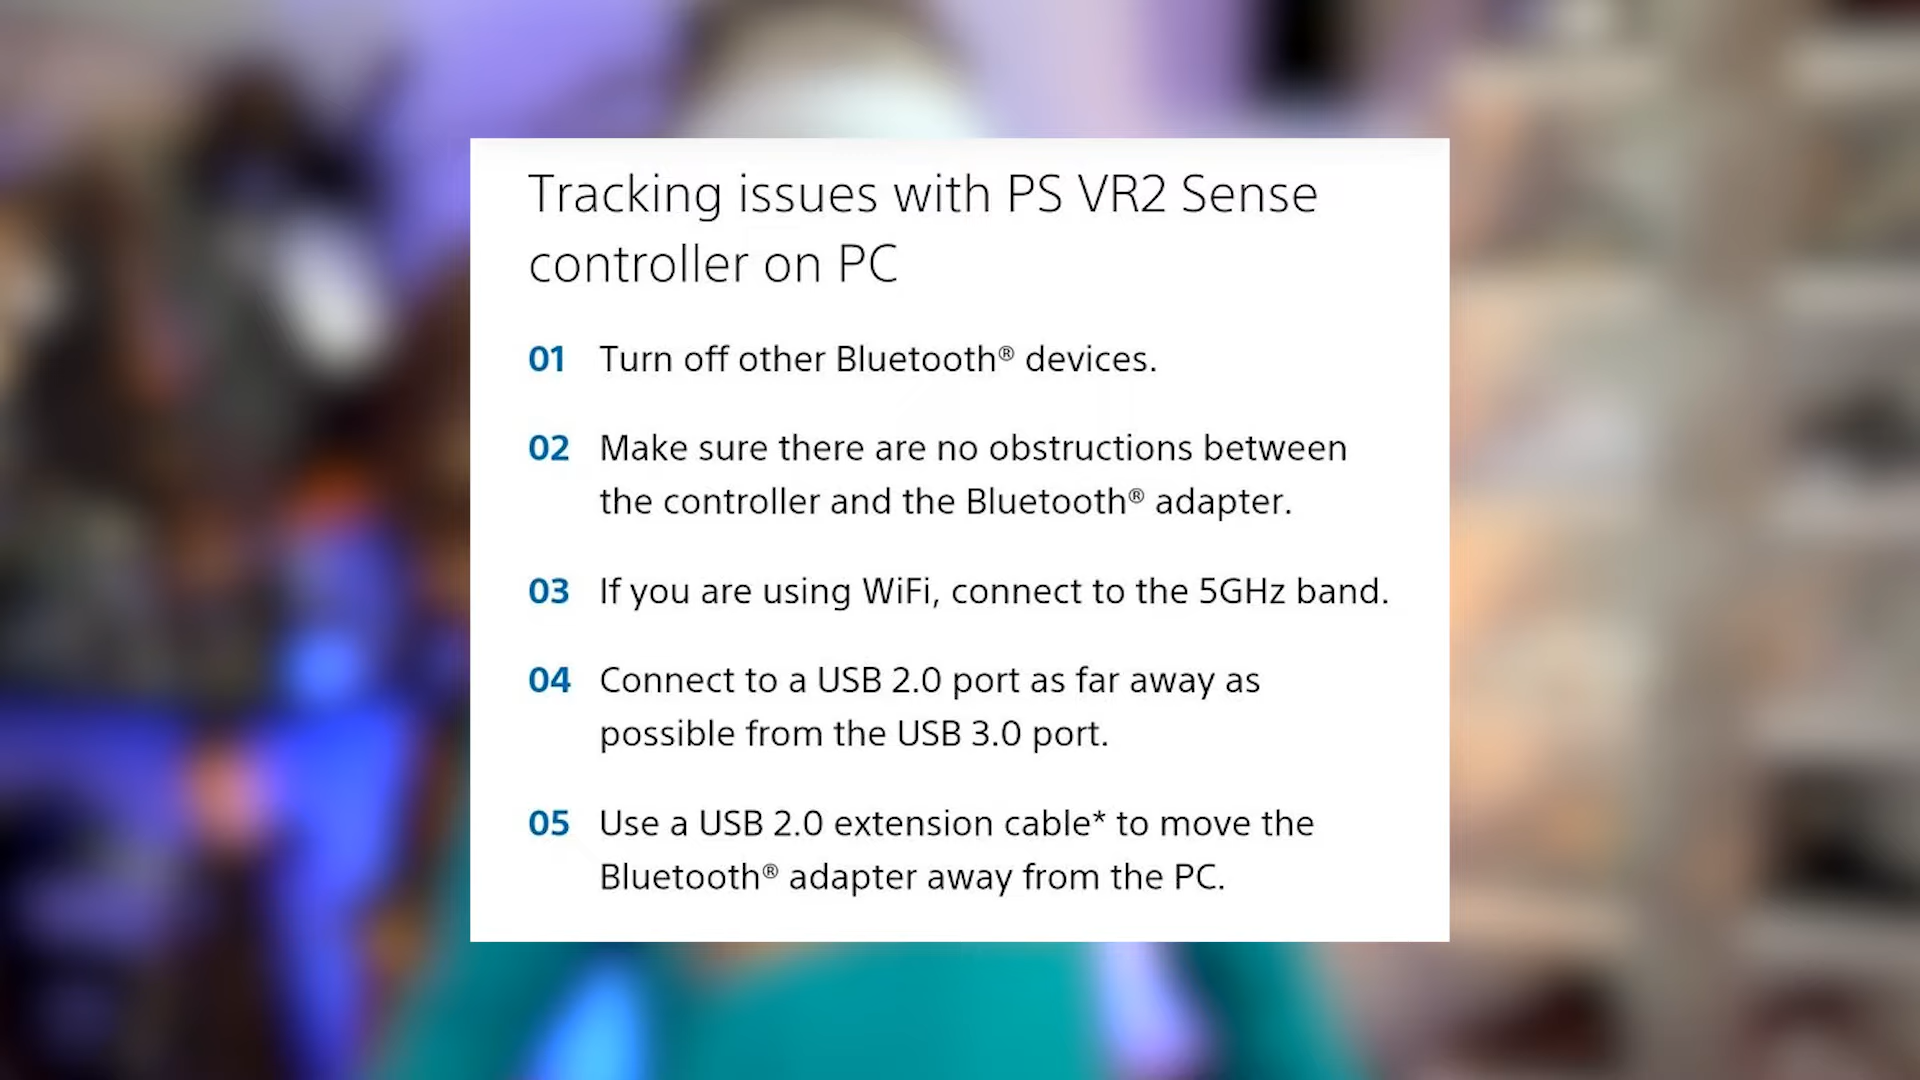 Tracking issues with PS VR2 Sense
controller on PC
01 Turn off other Bluetooth® devices.
02 Make sure there are no obstructions between
the controller and the Bluetooth® adapter.
03 If you are using WiFi, connect to the 5GHz band.
04 Connect to a USB 2.0 port as far away as
possible from the USB 3.0 port.
05 Use a USB 2.0 extension cable* to move the
Bluetooth® adapter away from the PC.